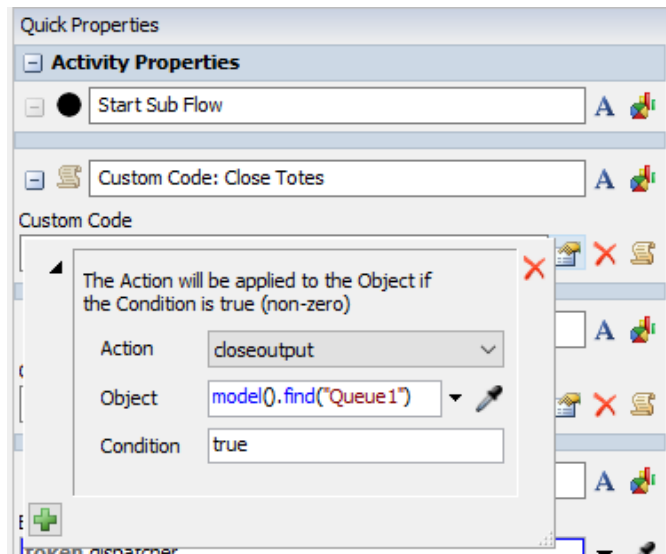 Quick Properties
Activity Properties
Start Sub Flow
Custom Code: Close Totes
Custom Code
The Action will be applied to the Object if
the Condition is true (non-zero)
Action closeoutput
Object model().find("Queue1")
Condition true
token.dispatcher